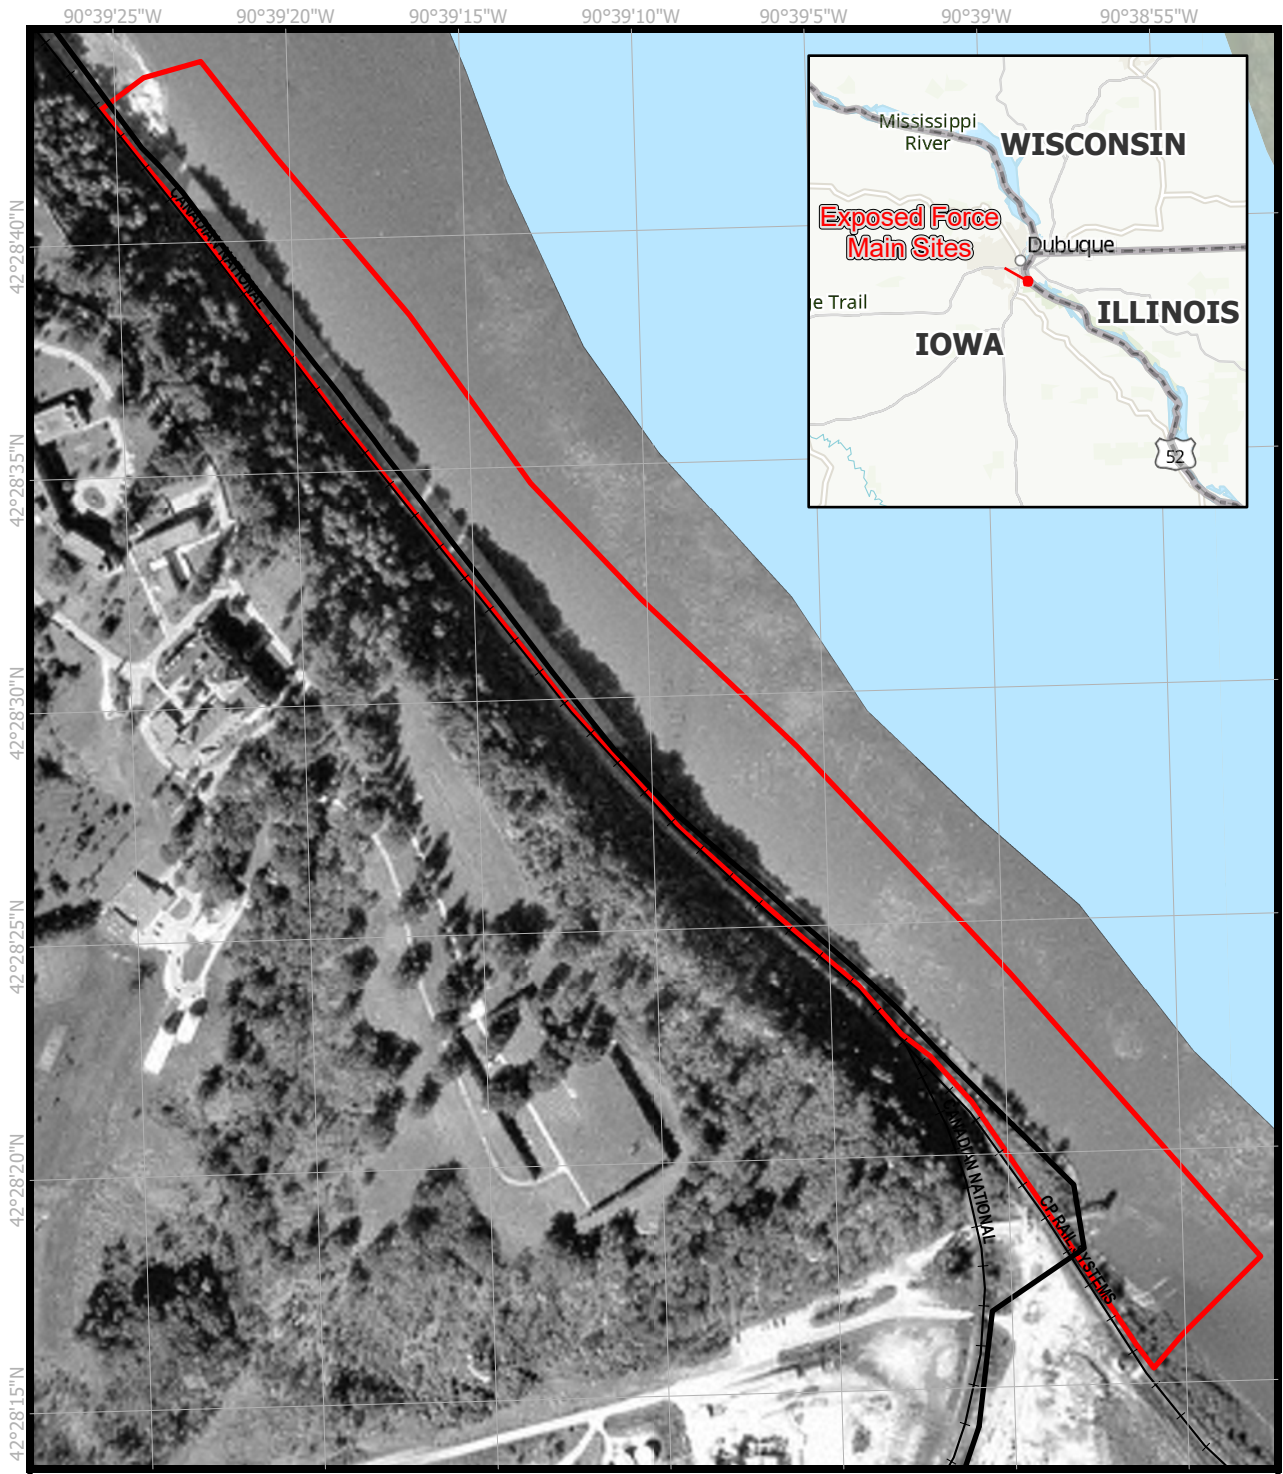 90°39'25"W 90°39'20"W 90°39'15"W 90°39'10"W 90°39'5"W 90°39'W 90°38'55"W
Mississippi
River
WISCONSIN
Exposed Force
Main Sites
Dubuque
ge Trail
ILLINOIS
IOWA
52
42°28'40"N
42°28'35"N
42°28'30"N
42°28'25"N
42°28'20"N
42°28'15"N
CANADIAN NATIONAL
CANADIAN NATIONAL
CP RAIL SYSTEMS